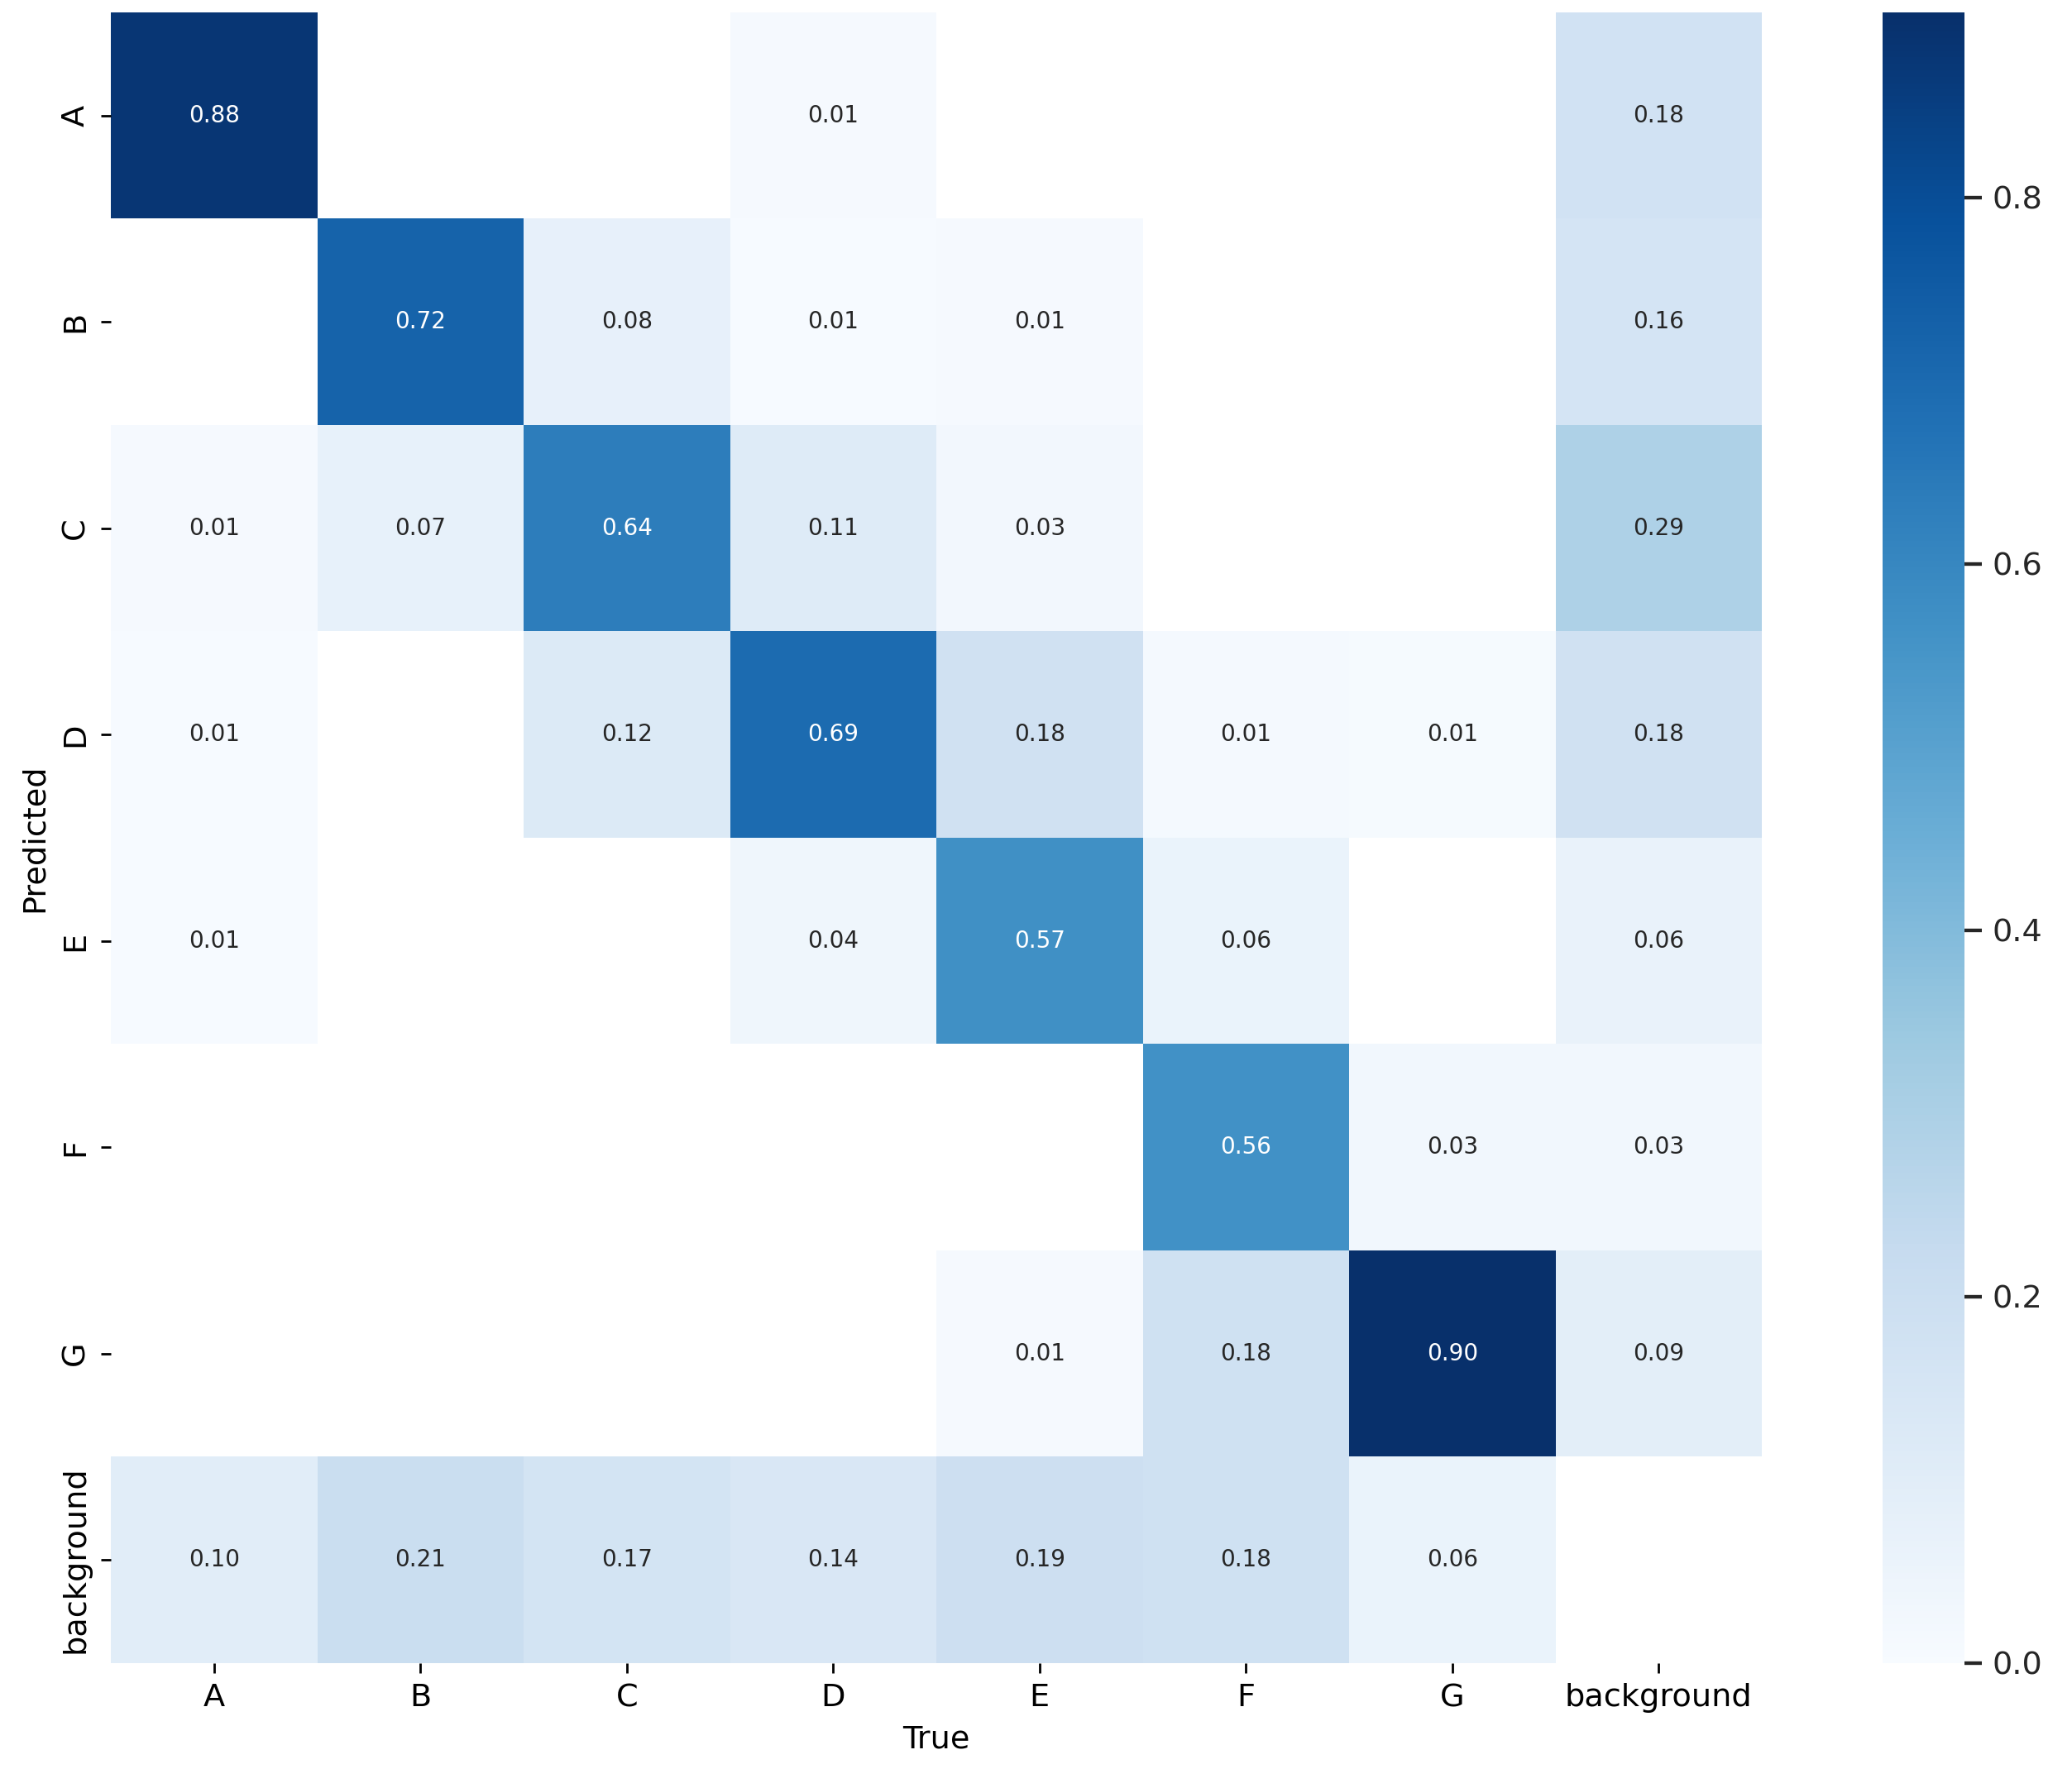 A 0.88 0.01 0.18
B 0.72 0.08 0.01 0.01 0.16
C 0.01 0.07 0.64 0.11 0.03 0.29
D 0.01 0.12 0.69 0.18 0.01 0.01 0.18
E 0.01 0.04 0.57 0.06 0.06
F 0.56 0.03 0.03
G 0.01 0.18 0.90 0.09
background 0.10 0.21 0.17 0.14 0.19 0.18 0.06
Predicted
A B C D E F G background
True
0.8
0.6
0.4
0.2
0.0